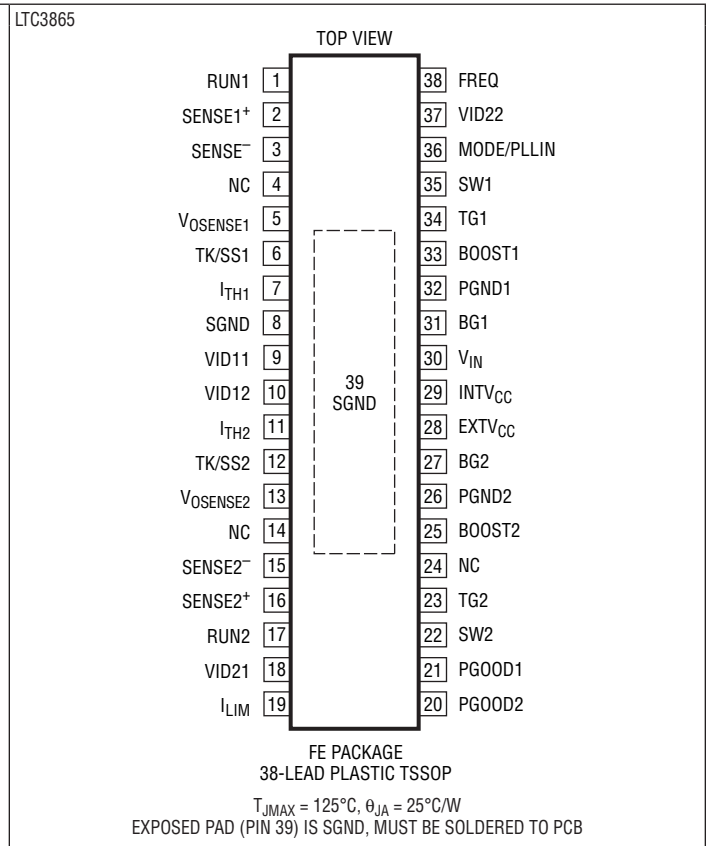 LTC3865
TOP VIEW
RUN1 1
SENSE1⁺ 2
SENSE⁻ 3
NC 4
VOSENSE1 5
TK/SS1 6
ITH1 7
SGND 8
VID11 9
VID12 10
ITH2 11
TK/SS2 12
VOSENSE2 13
NC 14
SENSE2⁻ 15
SENSE2⁺ 16
RUN2 17
VID21 18
ILIM 19
39
SGND
38 FREQ
37 VID22
36 MODE/PLLIN
35 SW1
34 TG1
33 BOOST1
32 PGND1
31 BG1
30 VIN
29 INTVCC
28 EXTVCC
27 BG2
26 PGND2
25 BOOST2
24 NC
23 TG2
22 SW2
21 PGOOD1
20 PGOOD2
FE PACKAGE
38-LEAD PLASTIC TSSOP
TJMAX = 125°C, θJA = 25°C/W
EXPOSED PAD (PIN 39) IS SGND, MUST BE SOLDERED TO PCB